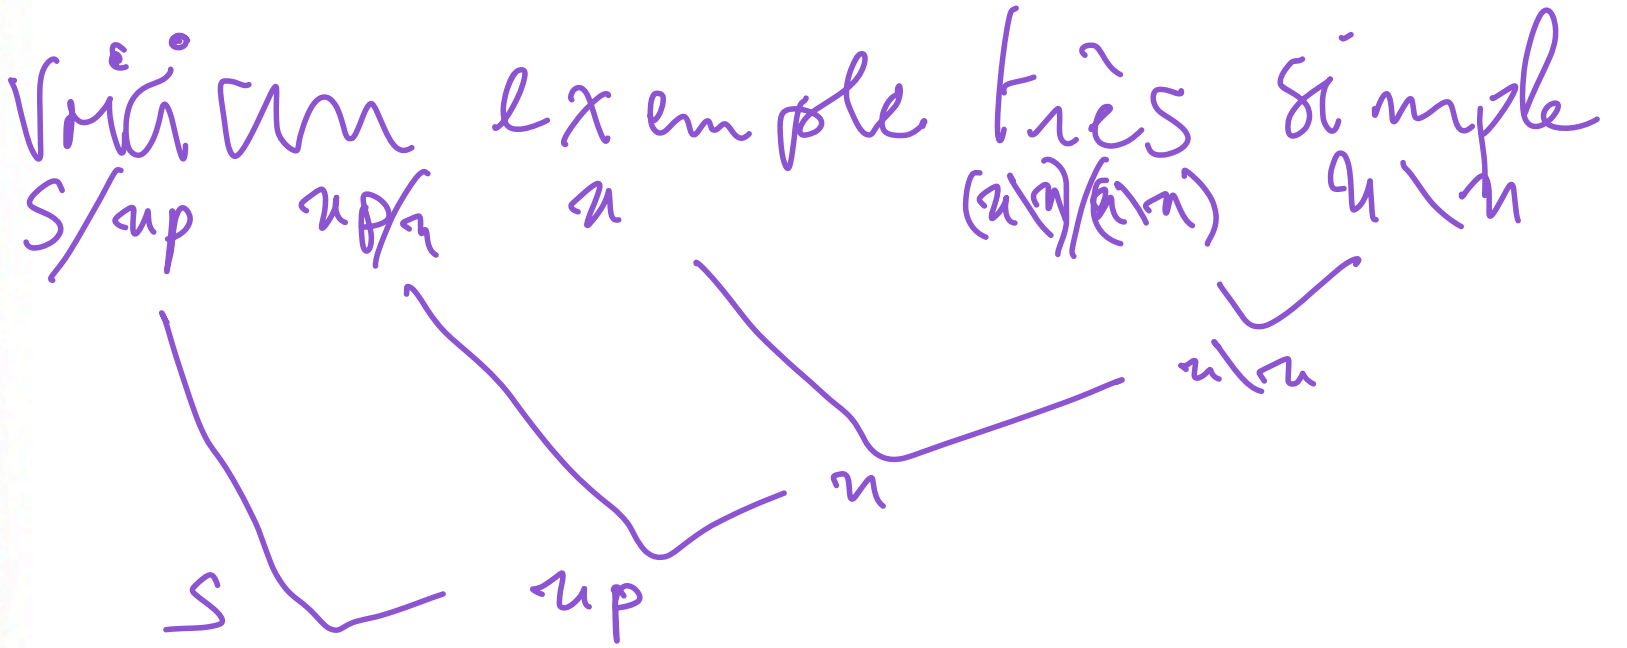 Voici un exemple très simple
S/np np/n n (n\n)/(n\n) n\n
n\n
n
np
S